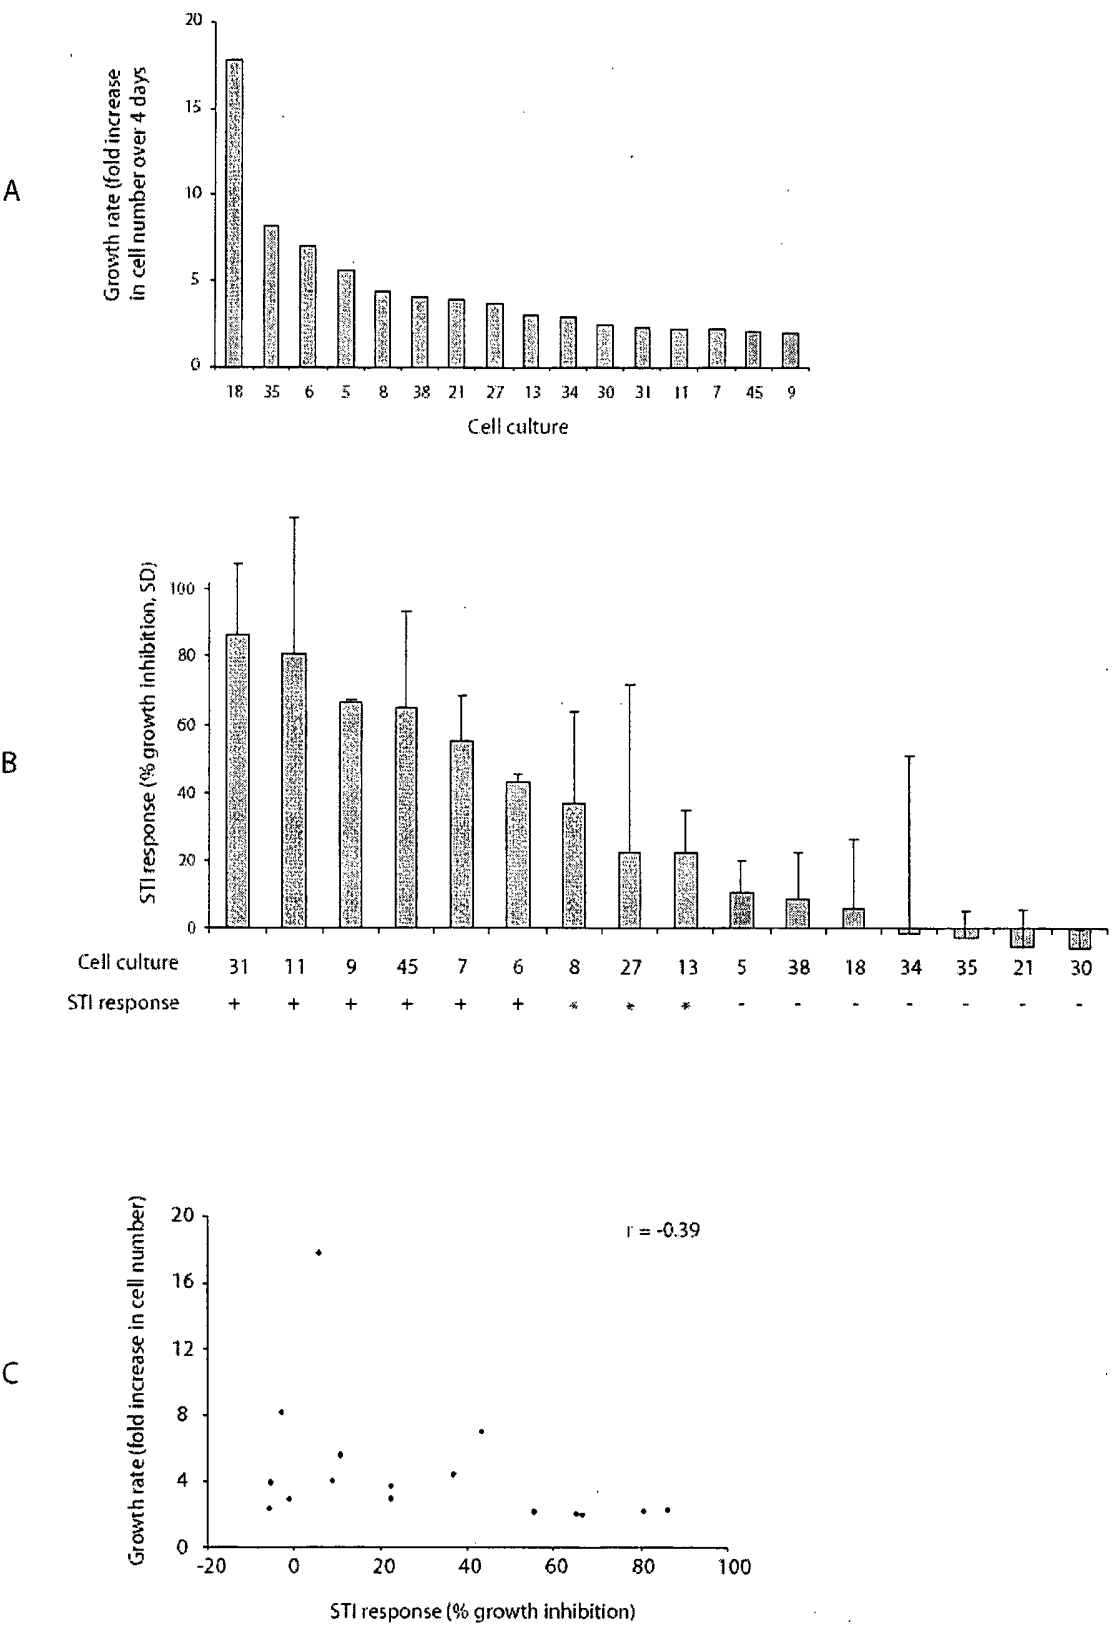 A
Growth rate (fold increase
in cell number over 4 days
20
15
10
5
0
18 35 6 5 8 38 21 27 13 34 30 31 11 7 45 9
Cell culture
B
STI response (% growth inhibition, SD)
100
80
60
40
20
0
Cell culture 31 11 9 45 7 6 8 27 13 5 38 18 34 35 21 30
STI response + + + + + + * * * - - - - - - -
C
Growth rate (fold increase in cell number)
20
16
12
8
4
0
r = -0.39
-20 0 20 40 60 80 100
STI response (% growth inhibition)